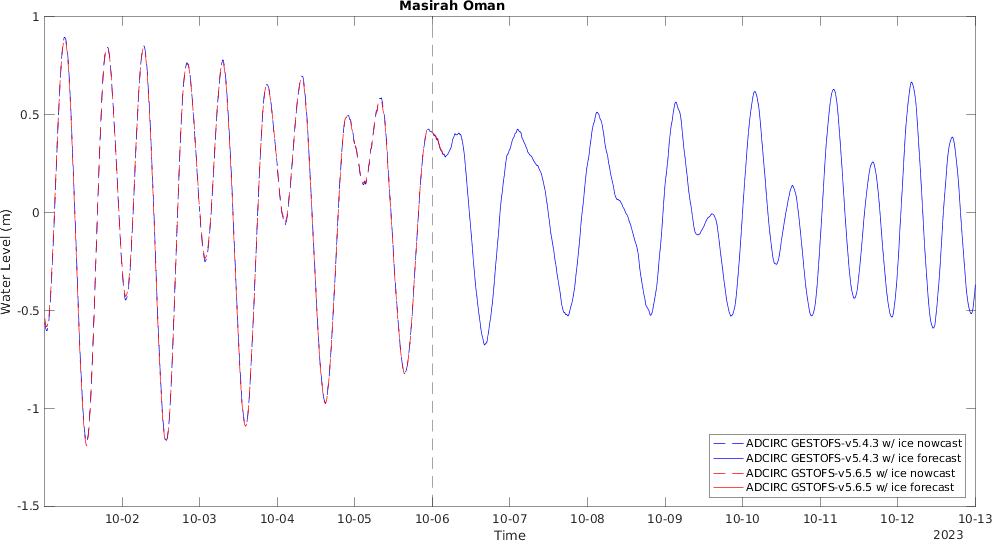 Masirah Oman
1
0.5
0
-0.5
-1
-1.5
Water Level (m)
10-02 10-03 10-04 10-05 10-06 10-07 10-08 10-09 10-10 10-11 10-12 10-13
Time
2023
ADCIRC GESTOFS-v5.4.3 w/ ice nowcast
ADCIRC GESTOFS-v5.4.3 w/ ice forecast
ADCIRC GSTOFS-v5.6.5 w/ ice nowcast
ADCIRC GSTOFS-v5.6.5 w/ ice forecast